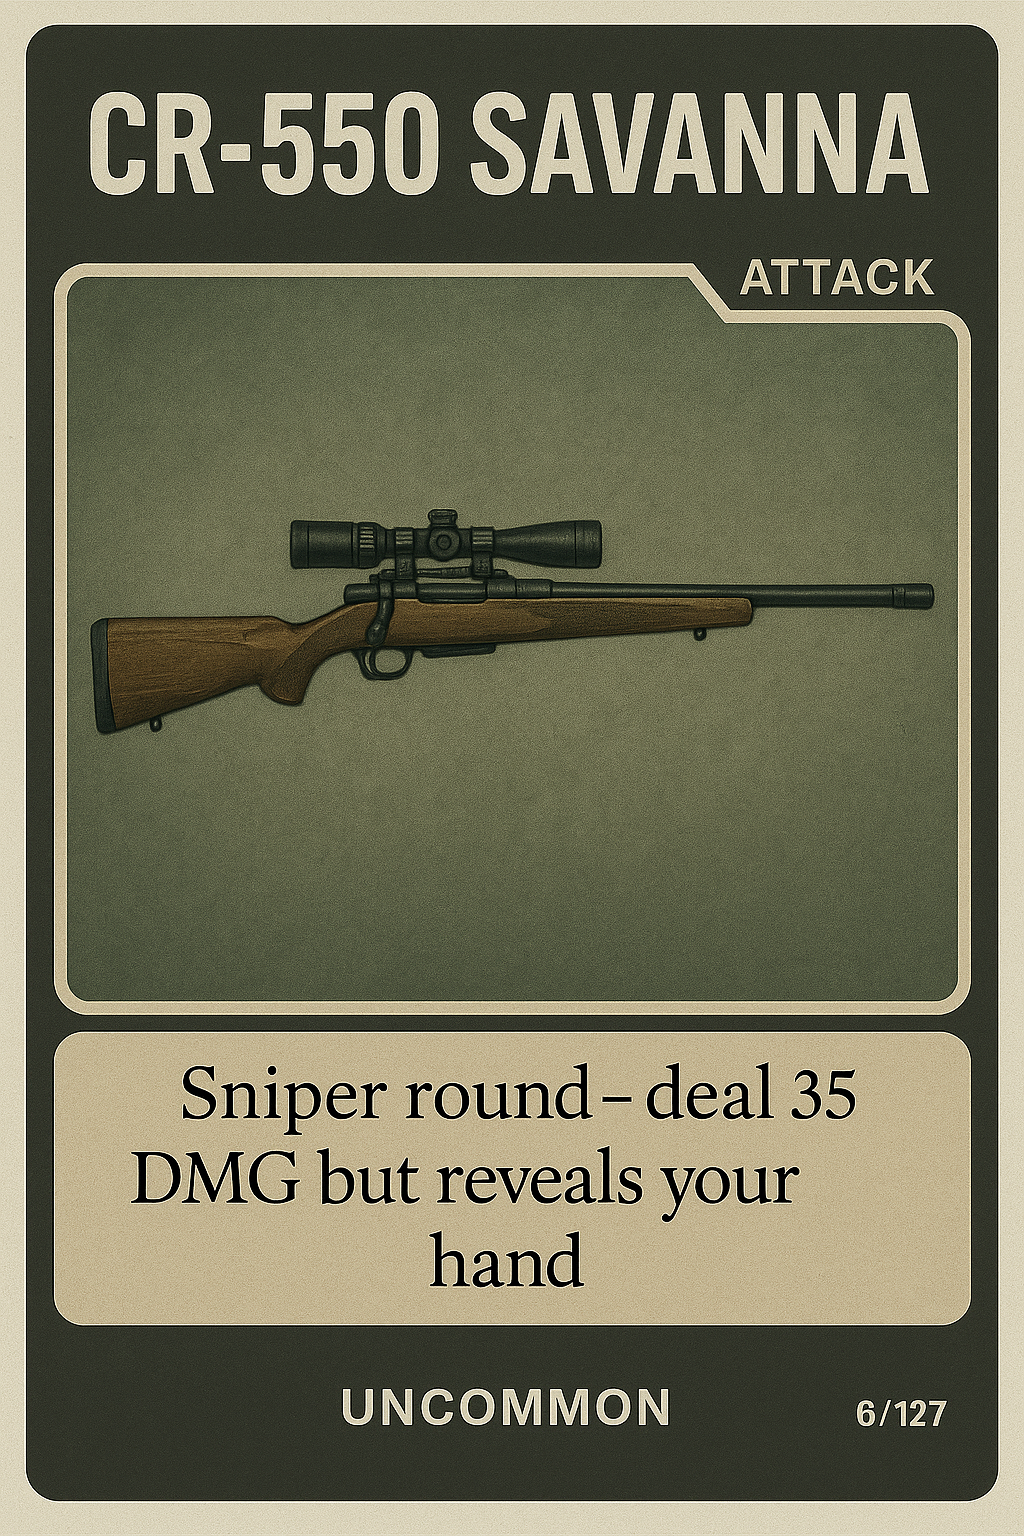 CR-550 SAVANNA
ATTACK
Sniper round – deal 35
DMG but reveals your
hand
UNCOMMON
6/127